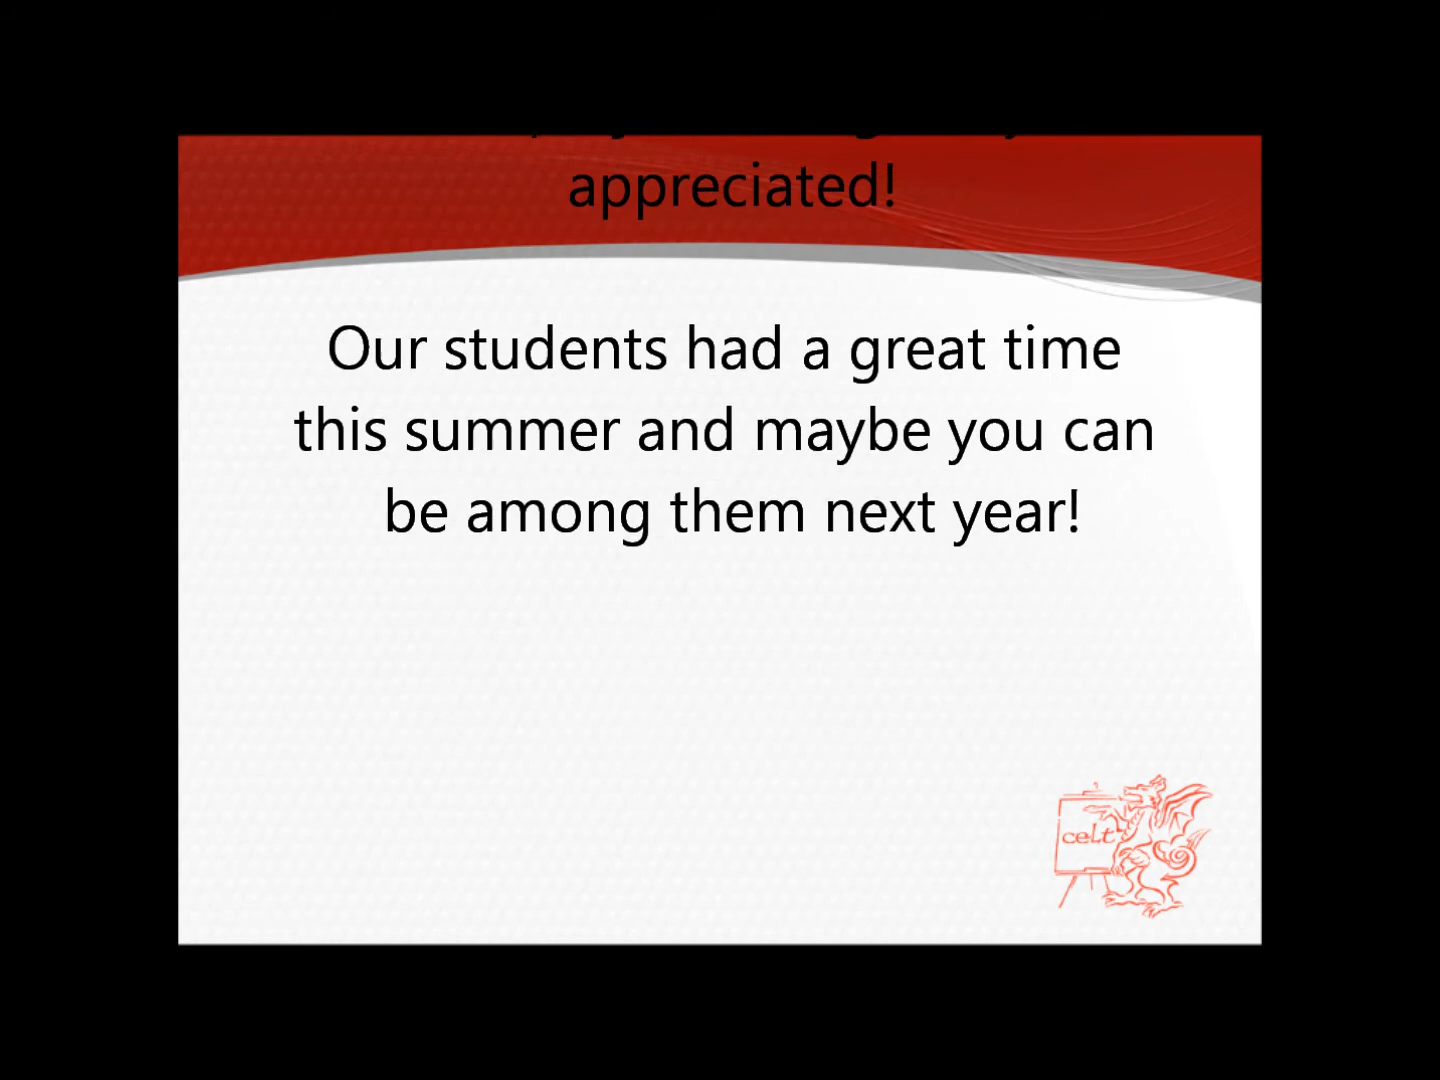 appreciated!
Our students had a great time
this summer and maybe you can
be among them next year!
celt